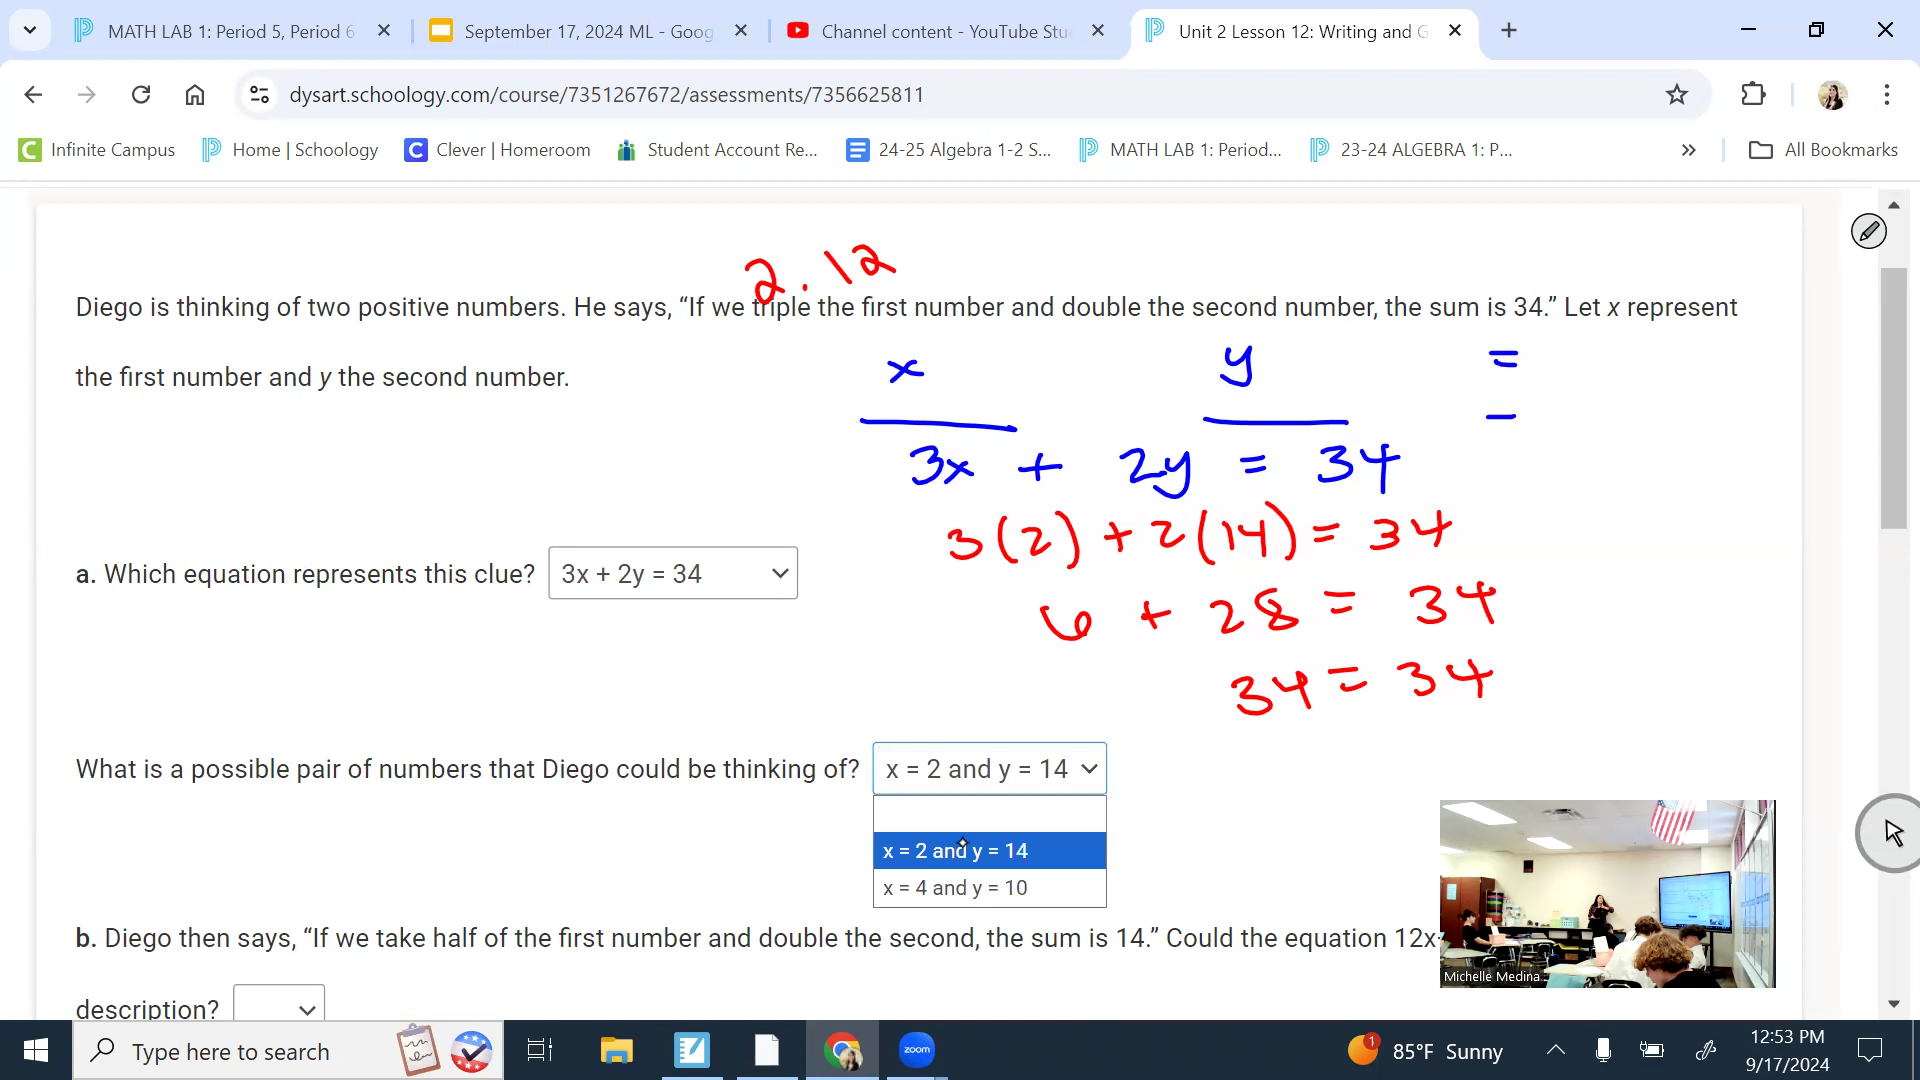 MATH LAB 1: Period 5, Period 6
September 17, 2024 ML - Goog
Channel content - YouTube Stu
Unit 2 Lesson 12: Writing and G
dysart.schoology.com/course/7351267672/assessments/7356625811
Infinite Campus
Home | Schoology
Clever | Homeroom
Student Account Re...
24-25 Algebra 1-2 S...
MATH LAB 1: Period...
23-24 ALGEBRA 1: P...
All Bookmarks
2.12
Diego is thinking of two positive numbers. He says, “If we triple the first number and double the second number, the sum is 34.” Let x represent
the first number and y the second number.
x y =
3x + 2y = 34
3(2) + 2(14) = 34
a. Which equation represents this clue? 3x + 2y = 34
6 + 28 = 34
34 = 34
What is a possible pair of numbers that Diego could be thinking of? x = 2 and y = 14
x = 2 and y = 14
x = 4 and y = 10
b. Diego then says, “If we take half of the first number and double the second, the sum is 14.” Could the equation 12x
description?
Michelle Medina
Type here to search
zoom
1
85°F Sunny
12:53 PM
9/17/2024